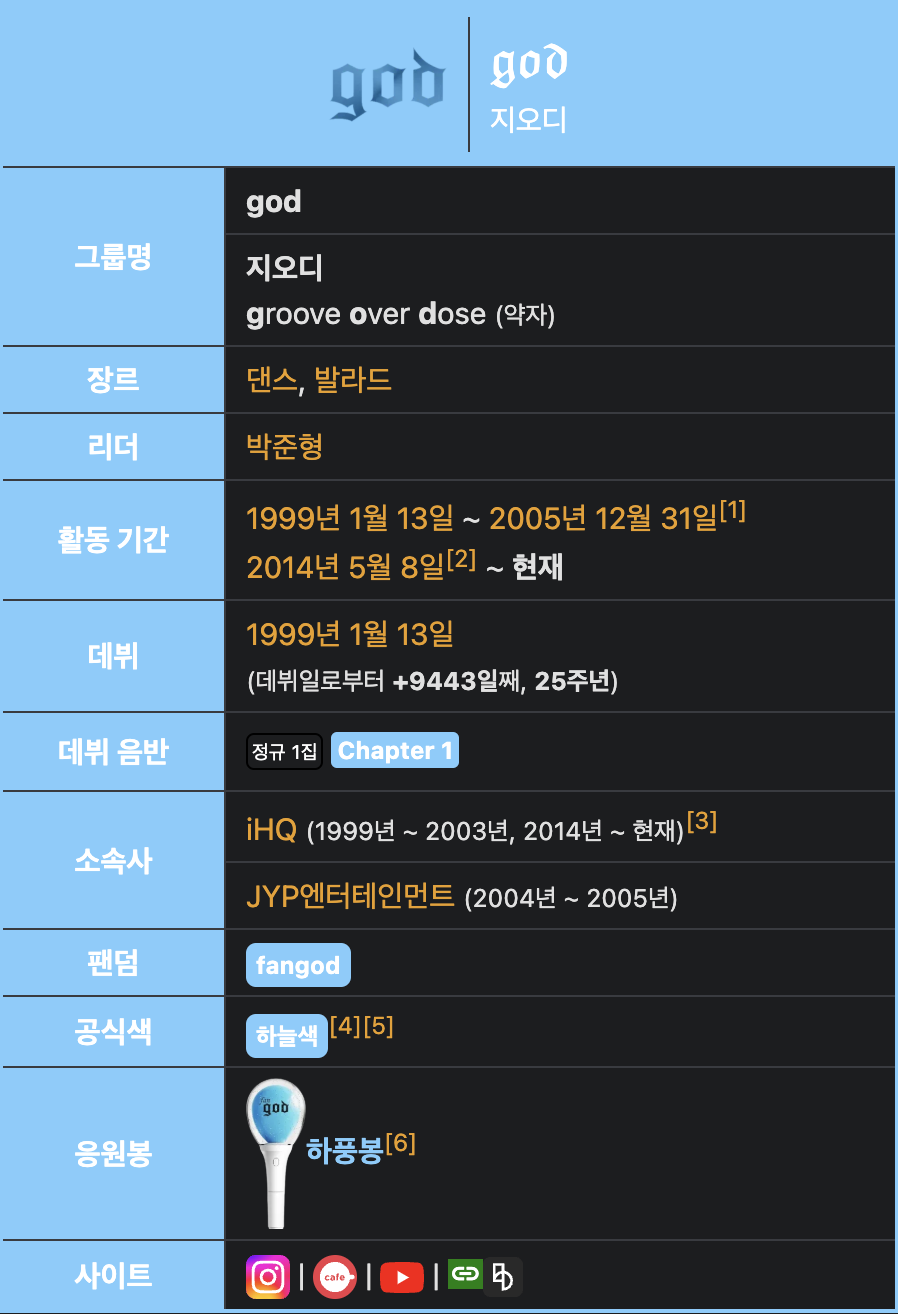 god
god
지오디
그룹명
god
지오디
groove over dose (약자)
장르
댄스, 발라드
리더
박준형
활동 기간
1999년 1월 13일 ~ 2005년 12월 31일[1]
2014년 5월 8일[2] ~ 현재
데뷔
1999년 1월 13일
(데뷔일로부터 +9443일째, 25주년)
데뷔 음반
정규 1집 Chapter 1
소속사
iHQ (1999년 ~ 2003년, 2014년 ~ 현재)[3]
JYP엔터테인먼트 (2004년 ~ 2005년)
팬덤
fangod
공식색
하늘색[4][5]
응원봉
god
하풍봉[6]
사이트
| cafe | |